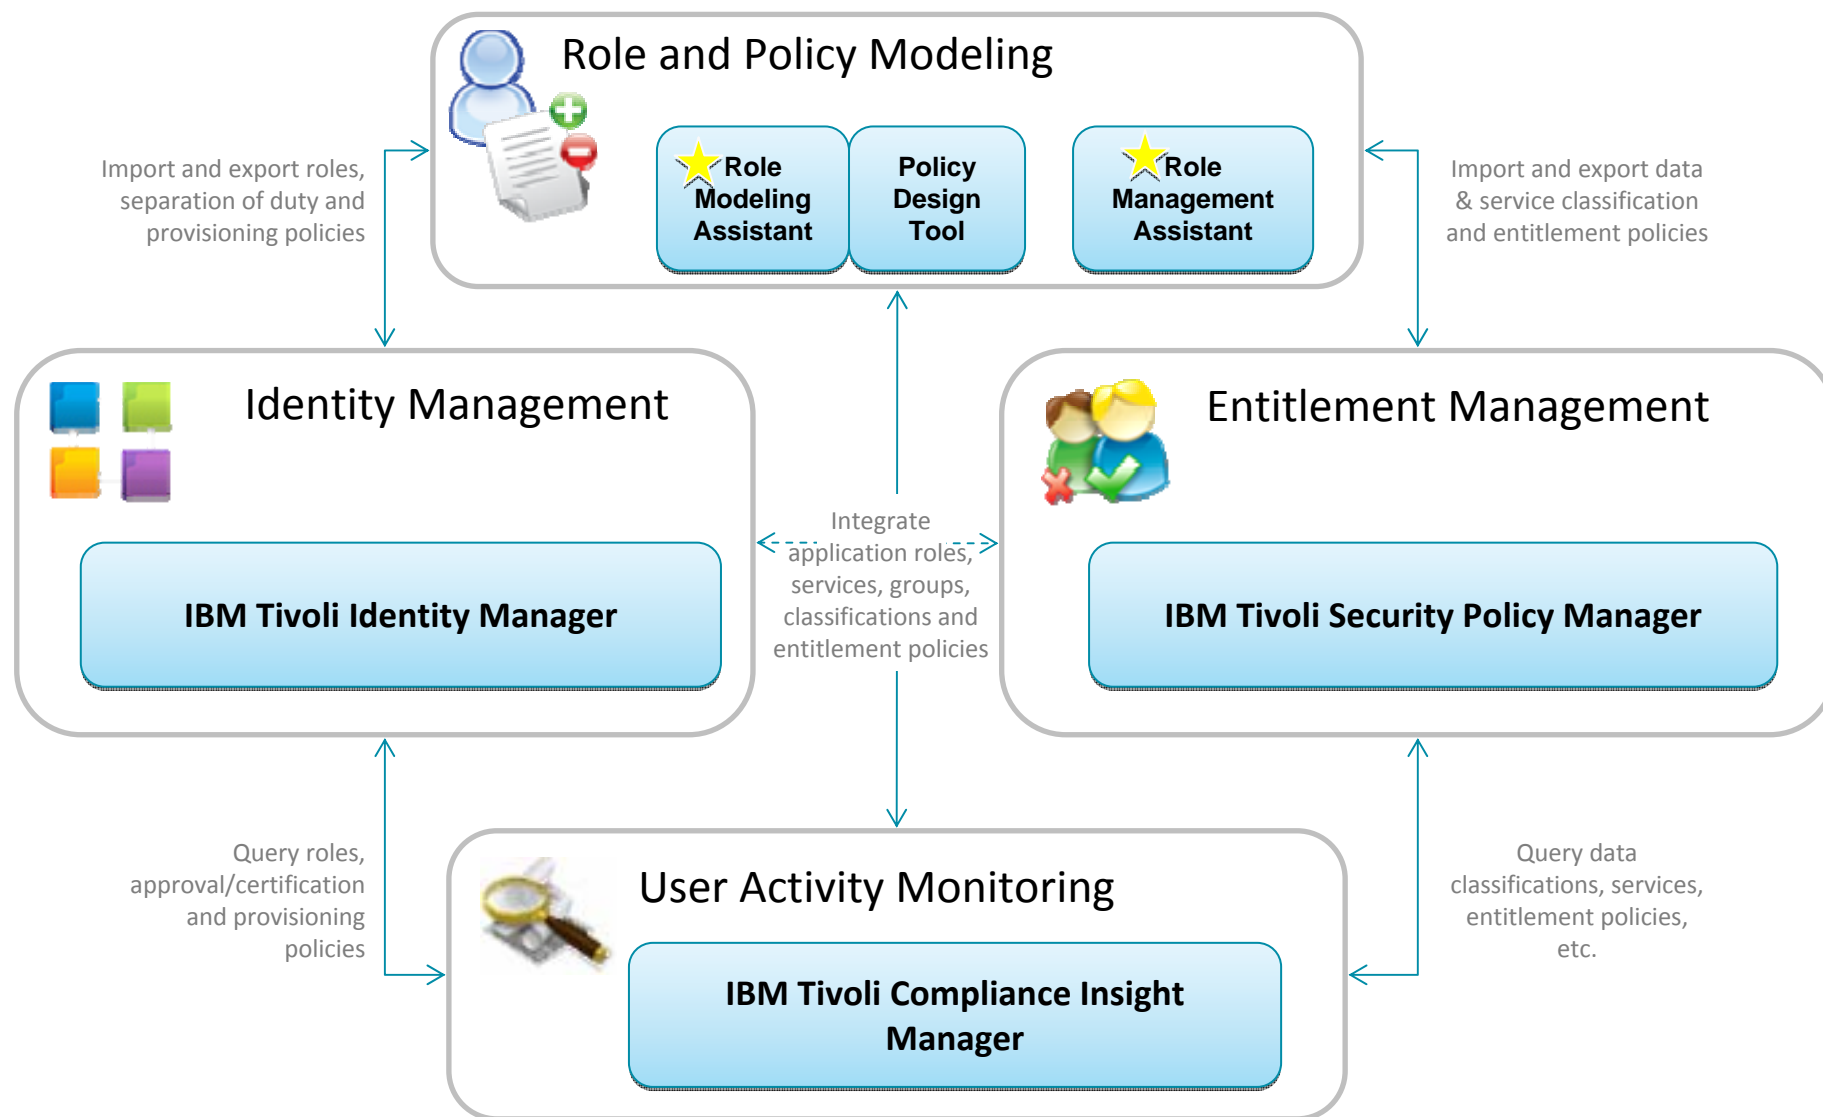 Role and Policy Modeling
Role
Modeling
Assistant
Policy
Design
Tool
Role
Management
Assistant
Import and export roles,
separation of duty and
provisioning policies
Import and export data
& service classification
and entitlement policies
Identity Management
IBM Tivoli Identity Manager
Integrate
application roles,
services, groups,
classifications and
entitlement policies
Entitlement Management
IBM Tivoli Security Policy Manager
Query roles,
approval/certification
and provisioning
policies
User Activity Monitoring
IBM Tivoli Compliance Insight
Manager
Query data
classifications, services,
entitlement policies,
etc.